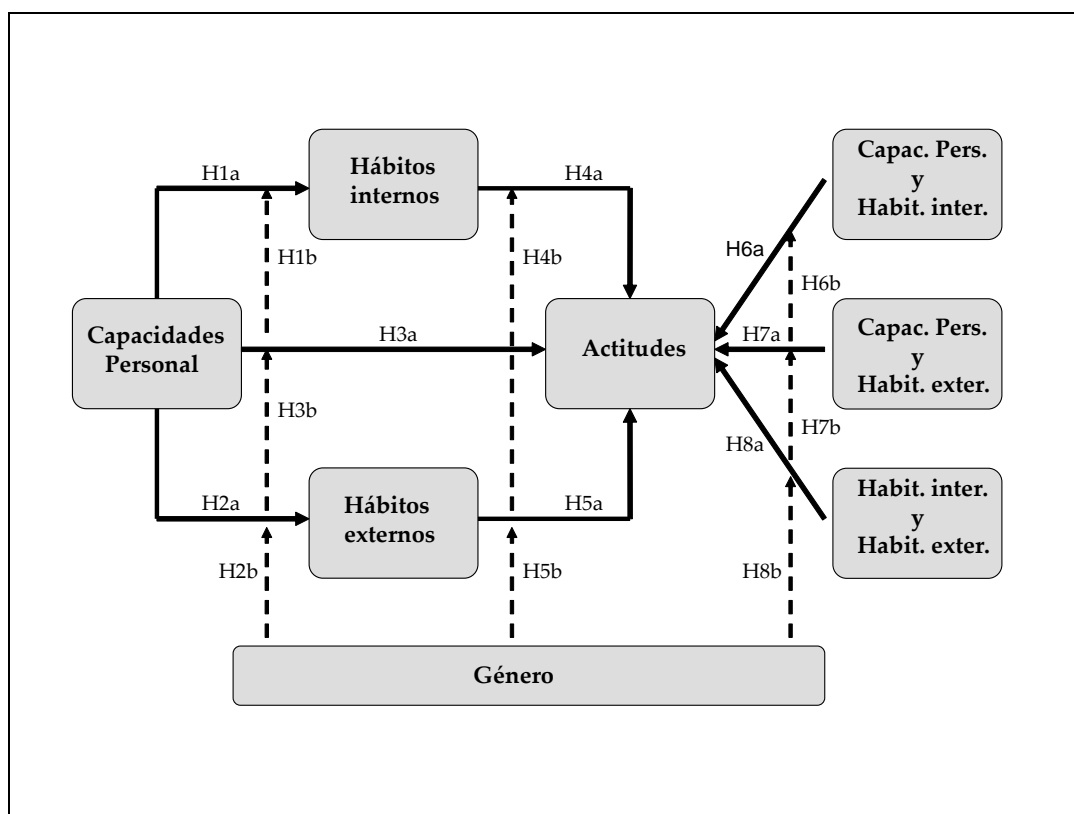 Hábitos
internos
Capac. Pers.
y
Habit. inter.
H1a
H4a
H6a
H1b
H4b
H6b
Capacidades
Personal
H3a
Actitudes
H7a
Capac. Pers.
y
Habit. exter.
H3b
H7b
H8a
H2a
Hábitos
externos
H5a
Habit. inter.
y
Habit. exter.
H2b
H5b
H8b
Género